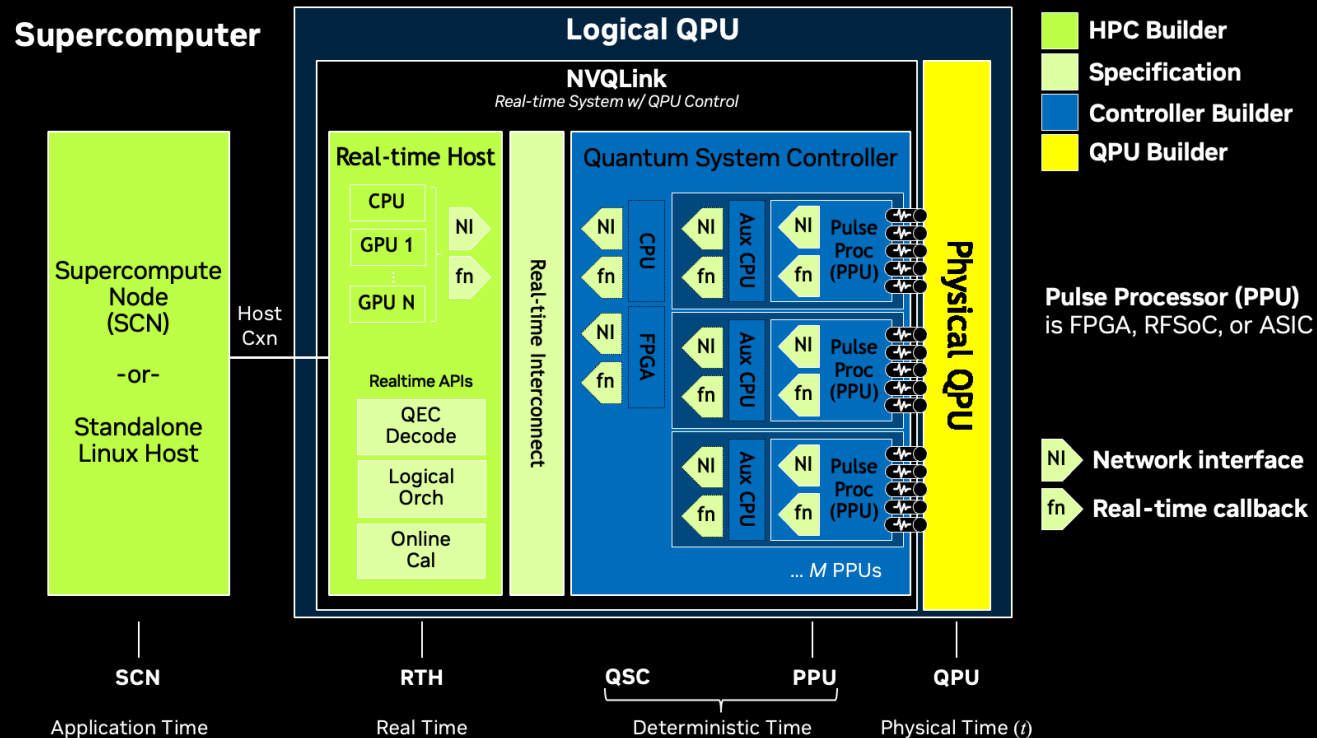 Supercomputer
Logical QPU
NVQLink
Real-time System w/ QPU Control
Supercompute
Node
(SCN)
-or-
Standalone
Linux Host
Host
Cxn
Real-time Host
CPU
GPU 1
⋮
GPU N
NI
fn
Realtime APIs
QEC
Decode
Logical
Orch
Online
Cal
Real-time Interconnect
Quantum System Controller
NI
fn
CPU
NI
fn
FPGA
NI
fn
Aux CPU
NI
fn
Pulse
Proc
(PPU)
NI
fn
Aux CPU
NI
fn
Pulse
Proc
(PPU)
NI
fn
Aux CPU
NI
fn
Pulse
Proc
(PPU)
... M PPUs
Physical QPU
HPC Builder
Specification
Controller Builder
QPU Builder
Pulse Processor (PPU)
is FPGA, RFSoC, or ASIC
NI Network interface
fn Real-time callback
SCN
RTH
QSC
PPU
QPU
Application Time
Real Time
Deterministic Time
Physical Time (t)